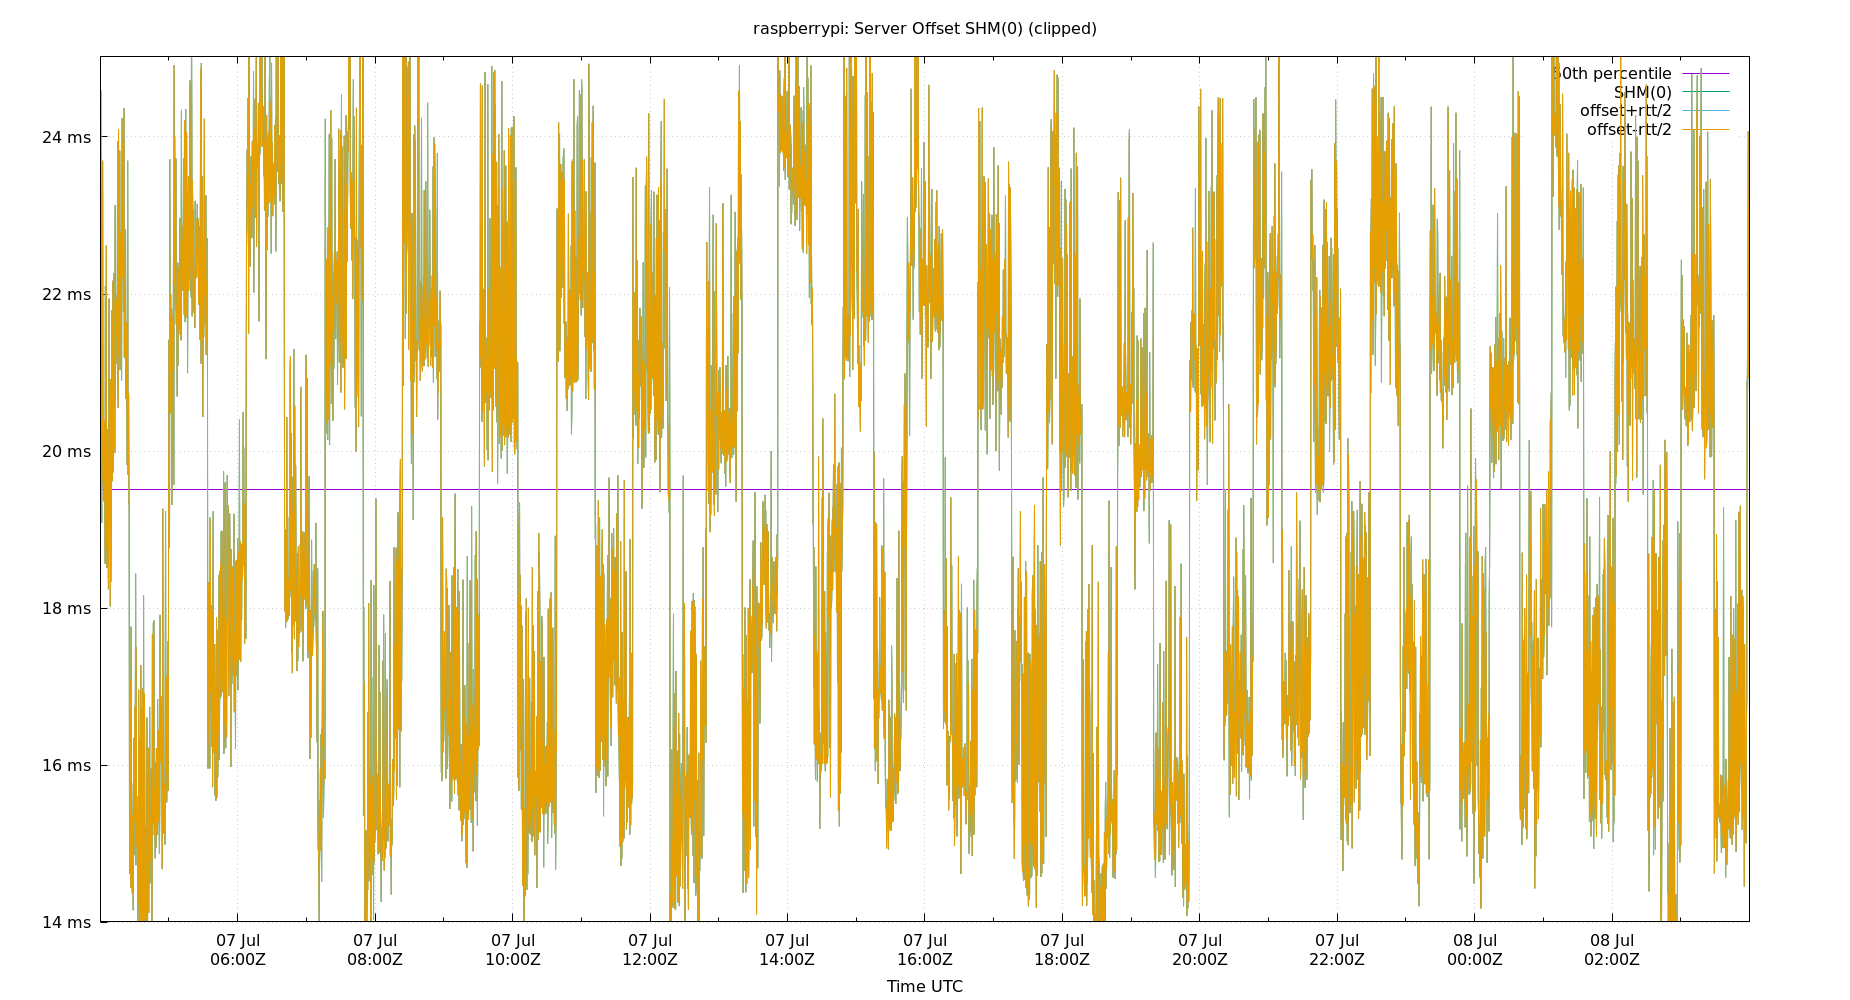 raspberrypi: Server Offset SHM(0) (clipped)
50th percentile
SHM(0)
offset+rtt/2
offset-rtt/2
24 ms
22 ms
20 ms
18 ms
16 ms
14 ms
07 Jul 07 Jul 07 Jul 07 Jul 07 Jul 07 Jul 07 Jul 07 Jul 07 Jul 08 Jul 08 Jul
06:00Z 08:00Z 10:00Z 12:00Z 14:00Z 16:00Z 18:00Z 20:00Z 22:00Z 00:00Z 02:00Z
Time UTC